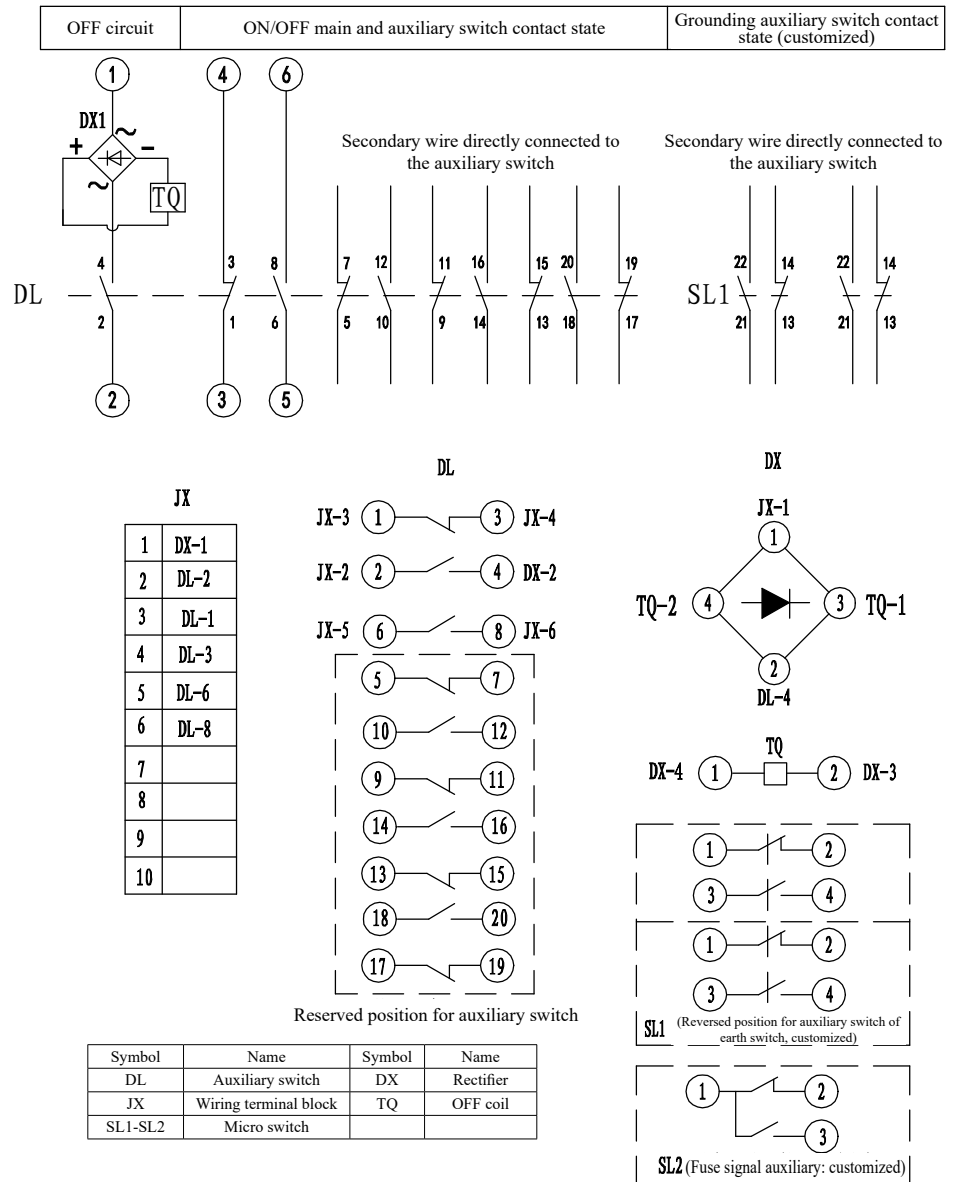 OFF circuit
ON/OFF main and auxiliary switch contact state
Grounding auxiliary switch contact
state (customized)
1
4
6
DX1
~
+
-
~
TQ
Secondary wire directly connected to
the auxiliary switch
Secondary wire directly connected to
the auxiliary switch
4 3 8 7 12 11 16 15 20 19 22 14 22 14
DL
SL1
2 1 6 5 10 9 14 13 18 17 21 13 21 13
2
3
5
JX
1 DX-1
2 DL-2
3 DL-1
4 DL-3
5 DL-6
6 DL-8
7
8
9
10
DL
JX-3 1 3 JX-4
JX-2 2 4 DX-2
JX-5 6 8 JX-6
5 7
10 12
9 11
14 16
13 15
18 20
17 19
Reserved position for auxiliary switch
DX
JX-1
1
TQ-2 4 3 TQ-1
2
DL-4
TQ
DX-4 1 2 DX-3
1 2
3 4
1 2
3 4
SL1 (Reversed position for auxiliary switch of
earth switch, customized)
1 2
3
SL2 (Fuse signal auxiliary: customized)
Symbol Name Symbol Name
DL Auxiliary switch DX Rectifier
JX Wiring terminal block TQ OFF coil
SL1-SL2 Micro switch